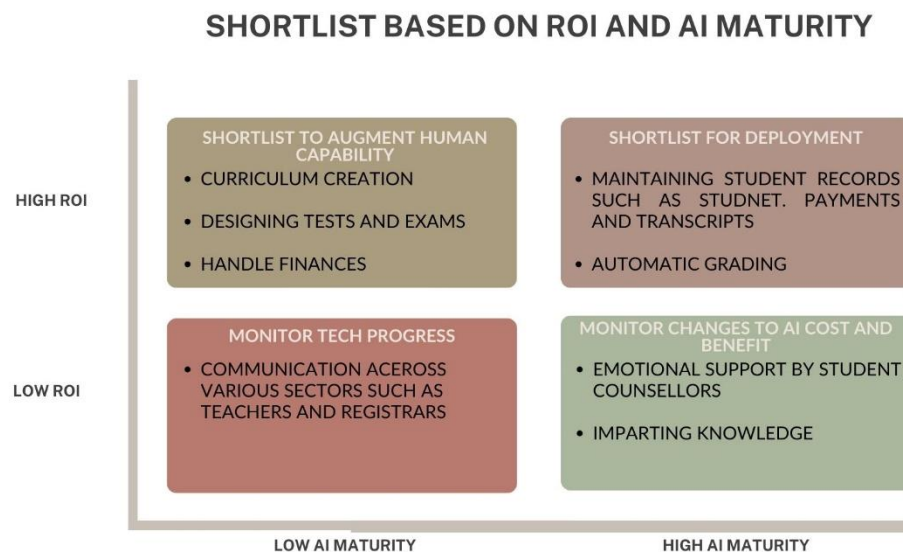 SHORTLIST BASED ON ROI AND AI MATURITY
HIGH ROI
SHORTLIST TO AUGMENT HUMAN
CAPABILITY
• CURRICULUM CREATION
• DESIGNING TESTS AND EXAMS
• HANDLE FINANCES
SHORTLIST FOR DEPLOYMENT
• MAINTAINING STUDENT RECORDS
SUCH AS STUDNET. PAYMENTS
AND TRANSCRIPTS
• AUTOMATIC GRADING
LOW ROI
MONITOR TECH PROGRESS
• COMMUNICATION ACEROSS
VARIOUS SECTORS SUCH AS
TEACHERS AND REGISTRARS
MONITOR CHANGES TO AI COST AND
BENEFIT
• EMOTIONAL SUPPORT BY STUDENT
COUNSELLORS
• IMPARTING KNOWLEDGE
LOW AI MATURITY
HIGH AI MATURITY